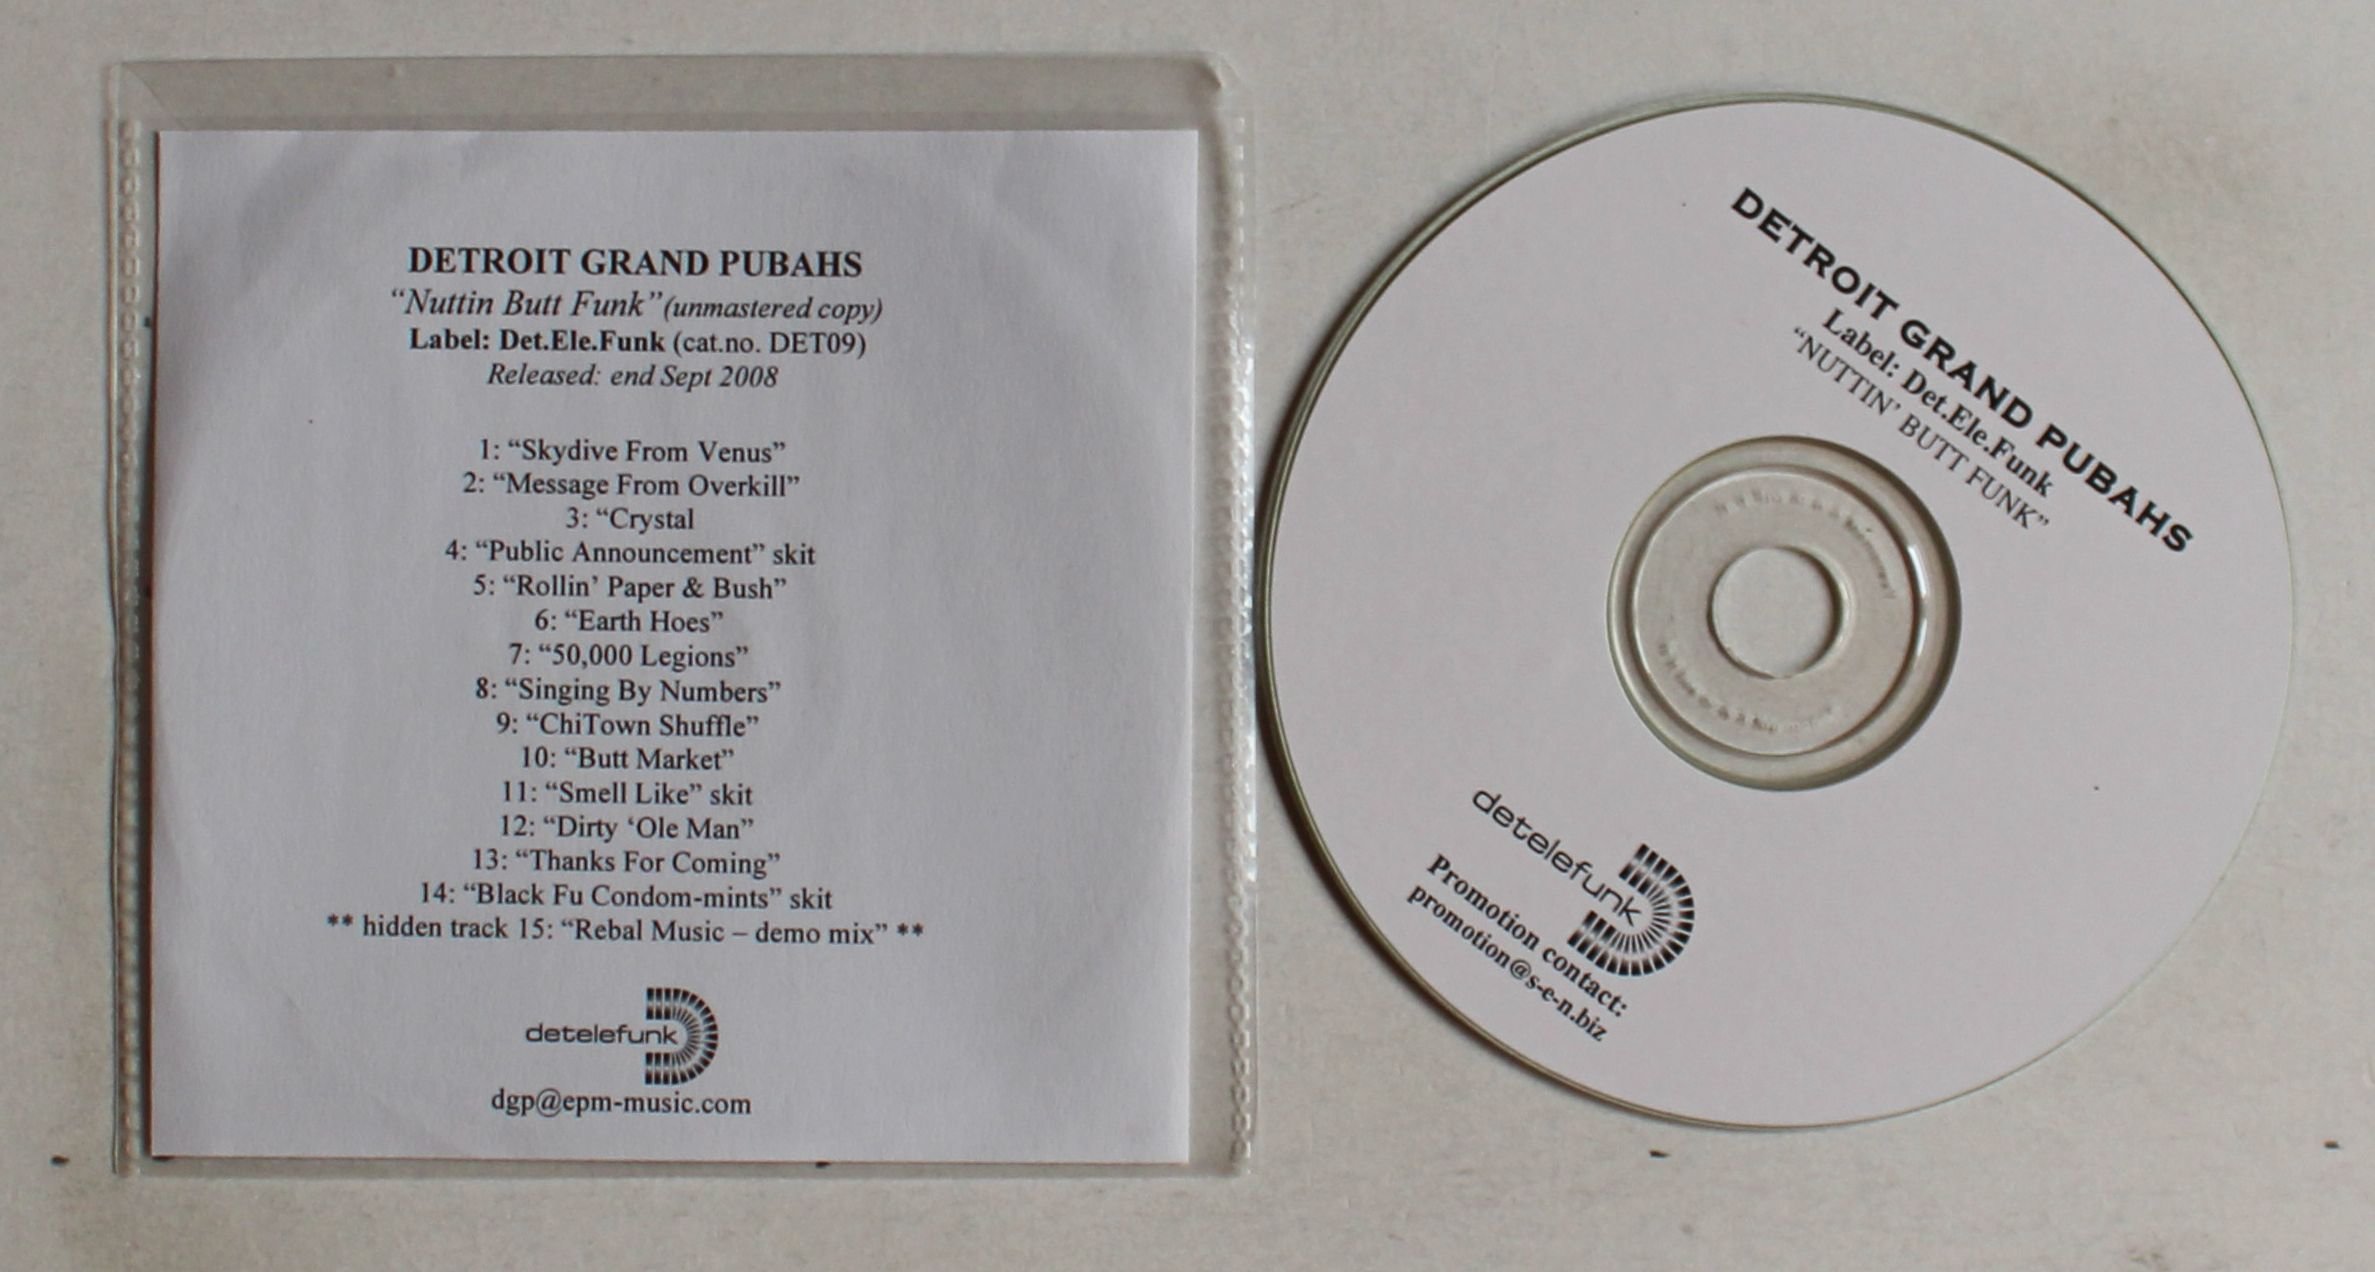 DETROIT GRAND PUBAHS
“Nuttin Butt Funk” (unmastered copy)
Label: Det.Ele.Funk (cat.no. DET09)
Released: end Sept 2008
1: “Skydive From Venus”
2: “Message From Overkill”
3: “Crystal
4: “Public Announcement” skit
5: “Rollin’ Paper & Bush”
6: “Earth Hoes”
7: “50,000 Legions”
8: “Singing By Numbers”
9: “ChiTown Shuffle”
10: “Butt Market”
11: “Smell Like” skit
12: “Dirty ‘Ole Man”
13: “Thanks For Coming”
14: “Black Fu Condom-mints” skit
** hidden track 15: “Rebal Music – demo mix” **
detelefunk
dgp@epm-music.com
DETROIT GRAND PUBAHS
Label: Det.Ele.Funk
“NUTTIN’ BUTT FUNK”
detelefunk
Promotion contact:
promotion@s-e-n.biz